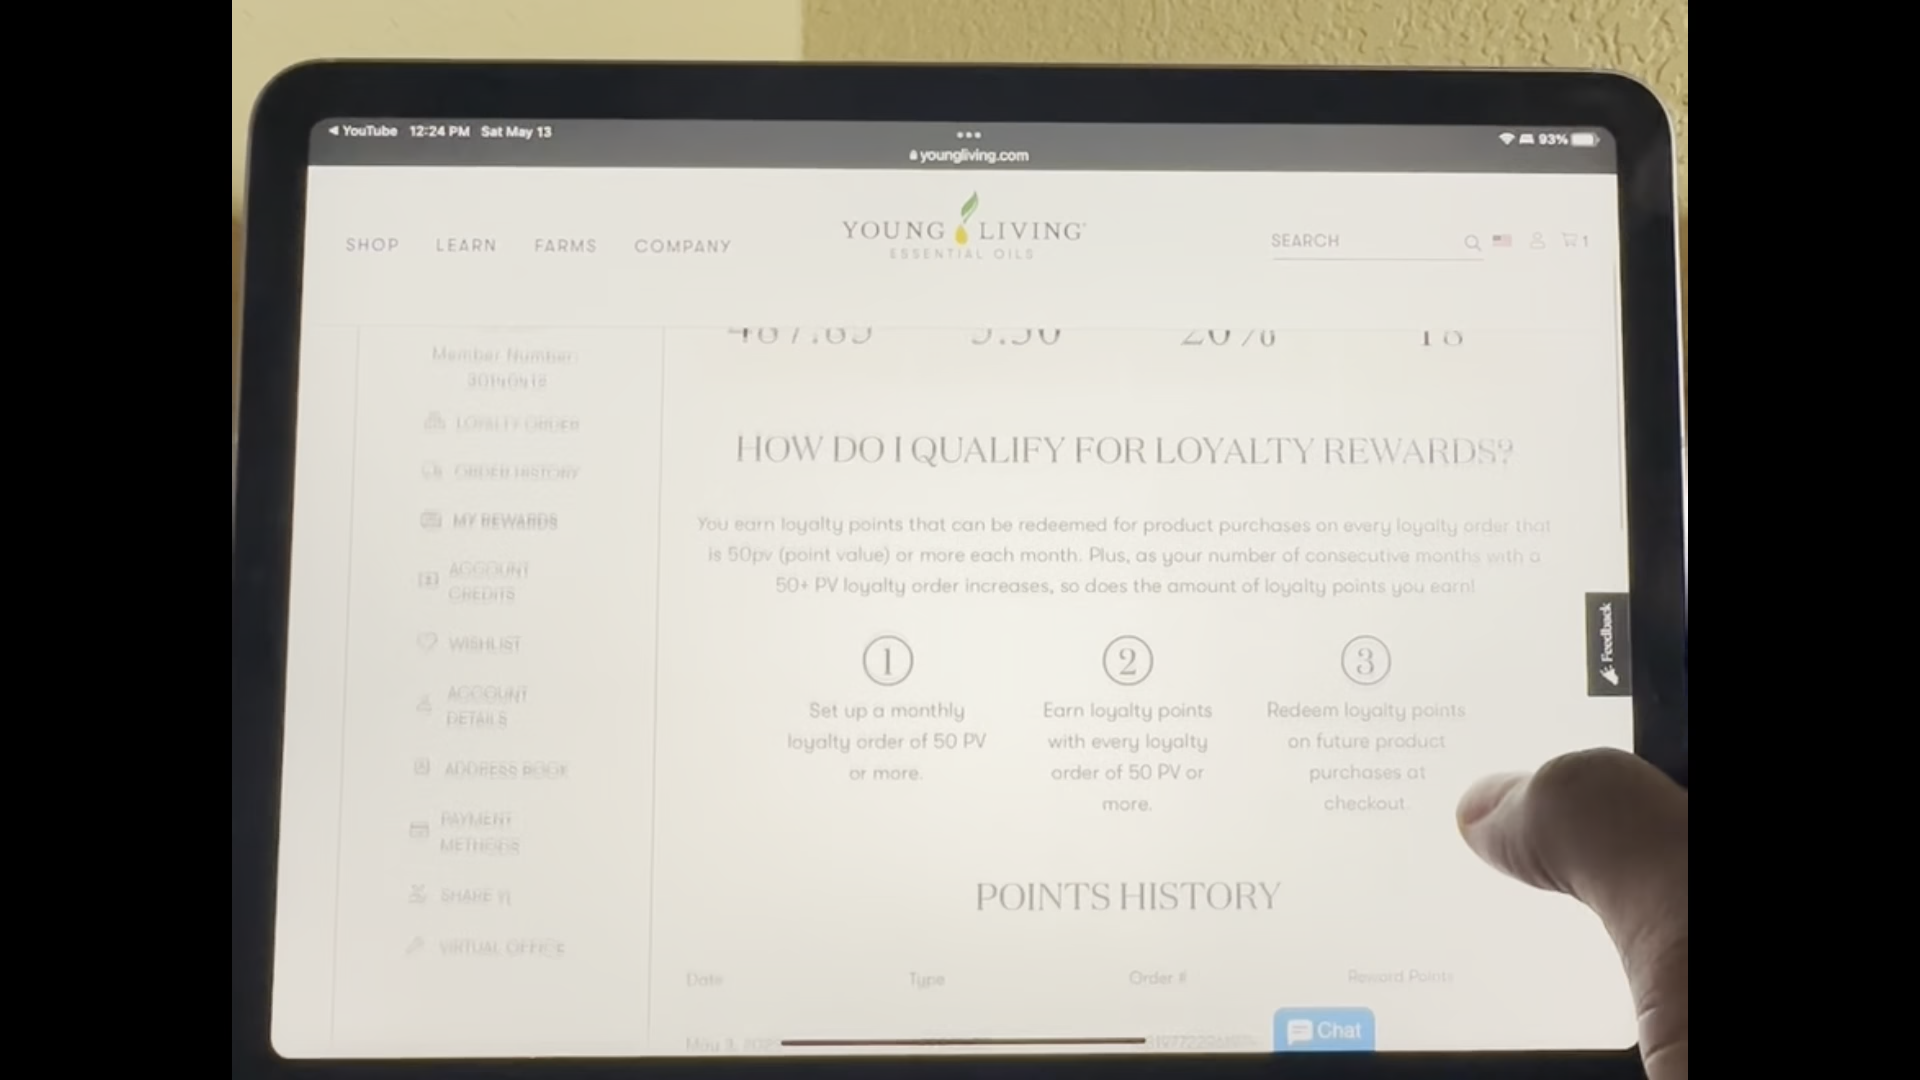 YouTube 12:24 PM Sat May 13
93%
youngliving.com
SHOP LEARN FARMS COMPANY
YOUNG LIVING
ESSENTIAL OILS
SEARCH
1
20%
18
Member Number:
LOYALTY ORDER
ORDER HISTORY
MY REWARDS
ACCOUNT
CREDITS
WISHLIST
ACCOUNT
DETAILS
ADDRESS BOOK
PAYMENT
METHODS
SHARE YL
VIRTUAL OFFICE
HOW DO I QUALIFY FOR LOYALTY REWARDS?
You earn loyalty points that can be redeemed for product purchases on every loyalty order that
is 50pv (point value) or more each month. Plus, as your number of consecutive months with a
50+ PV loyalty order increases, so does the amount of loyalty points you earn!
1
Set up a monthly
loyalty order of 50 PV
or more.
2
Earn loyalty points
with every loyalty
order of 50 PV or
more.
3
Redeem loyalty points
on future product
purchases at
checkout.
Feedback
POINTS HISTORY
Date Type Order # Reward Points
May 3,
Chat